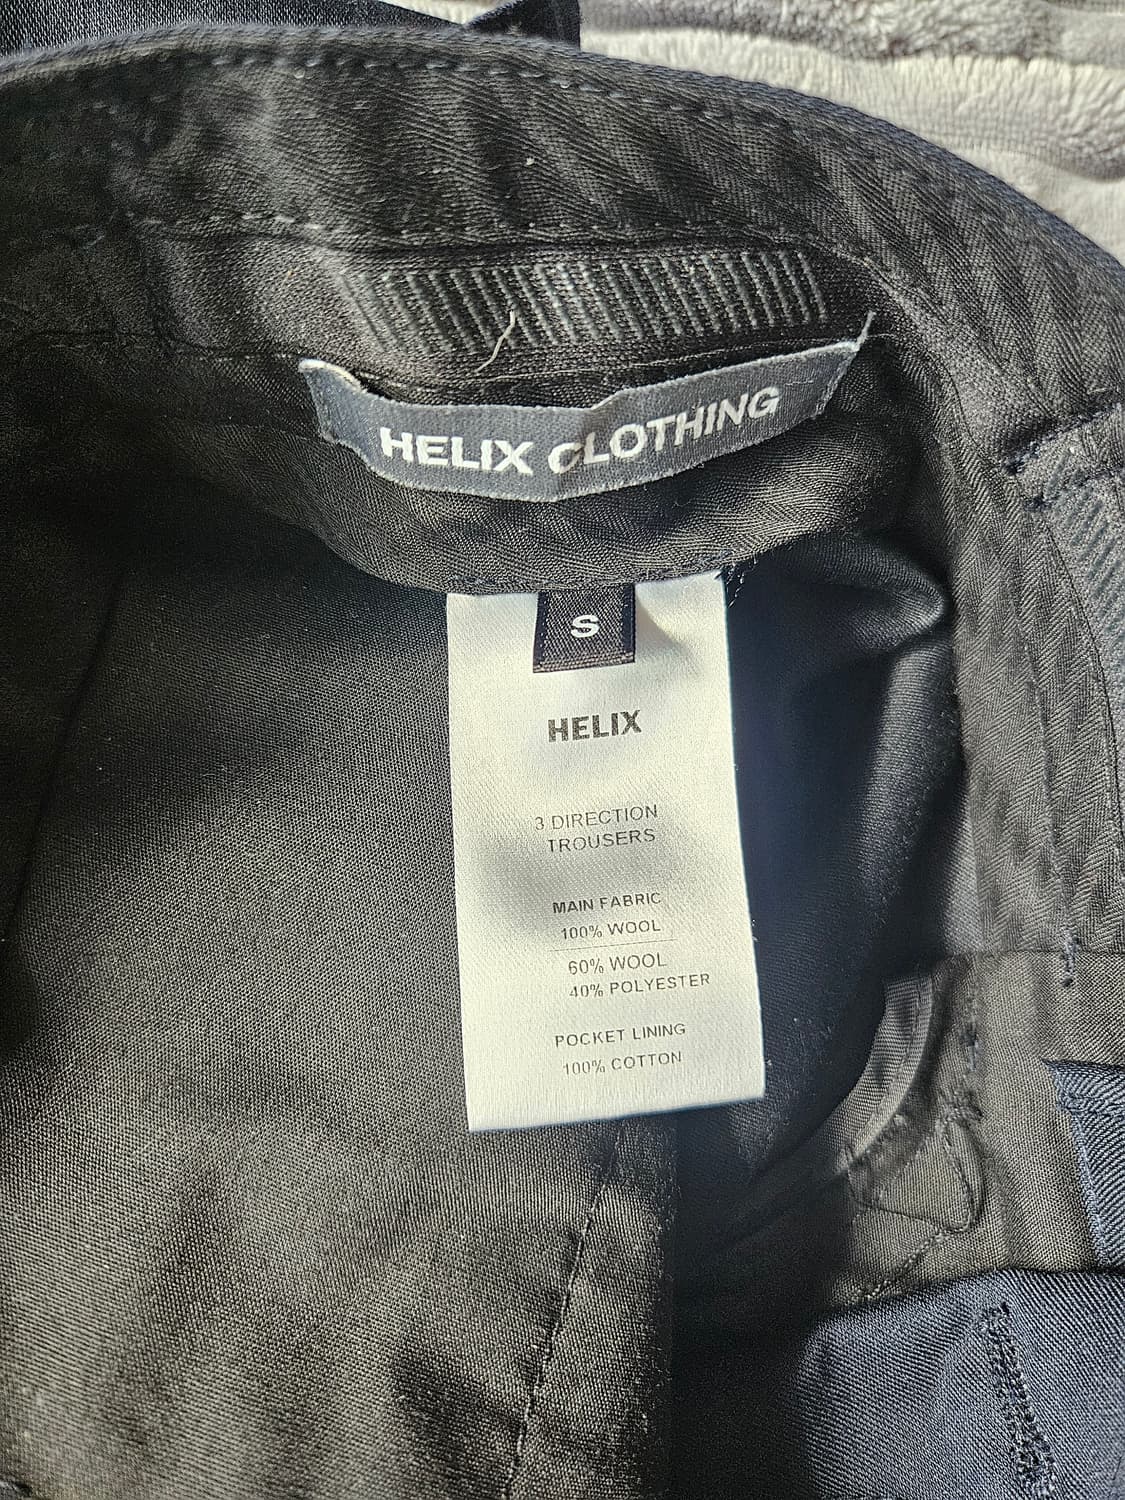 HELIX CLOTHING
S
HELIX
3 DIRECTION
TROUSERS
MAIN FABRIC
100% WOOL
60% WOOL
40% POLYESTER
POCKET LINING
100% COTTON